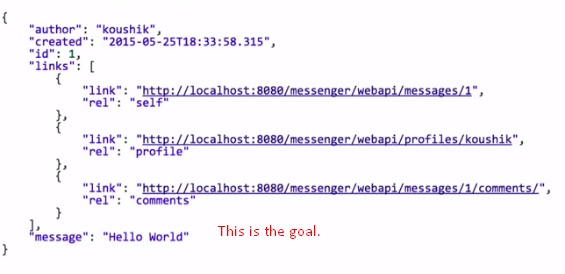 {
    "author": "koushik",
    "created": "2015-05-25T18:33:58.315",
    "id": 1,
    "links": [
        {
            "link": "http://localhost:8080/messenger/webapi/messages/1",
            "rel": "self"
        },
        {
            "link": "http://localhost:8080/messenger/webapi/profiles/koushik",
            "rel": "profile"
        },
        {
            "link": "http://localhost:8080/messenger/webapi/messages/1/comments/",
            "rel": "comments"
        }
    ],
    "message": "Hello World" This is the goal.
}